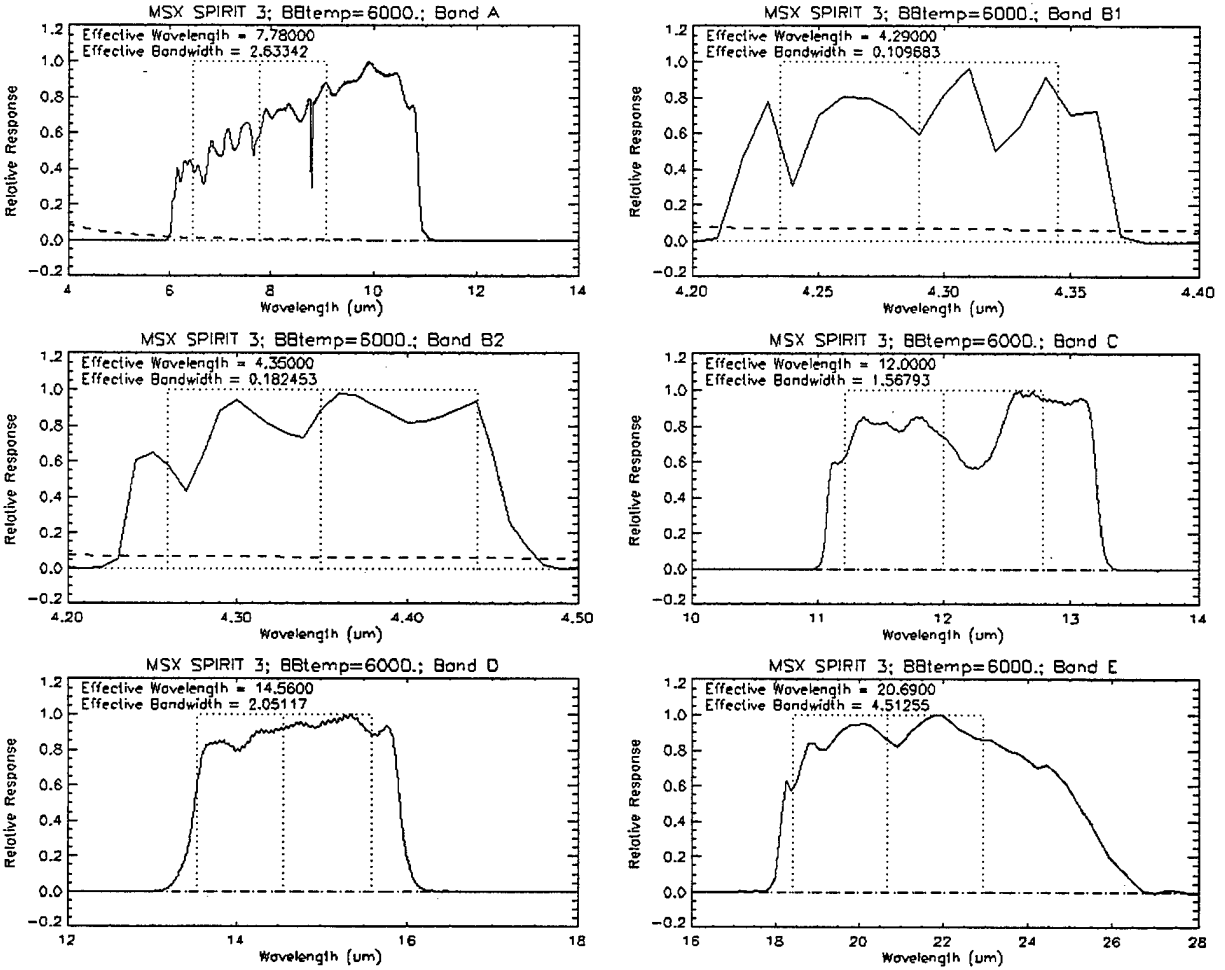 MSX SPIRIT 3; BBtemp=6000.; Band A
Effective Wavelength = 7.78000
Effective Bandwidth = 2.63342
Relative Response
1.2
1.0
0.8
0.6
0.4
0.2
0.0
-0.2
4 6 8 10 12 14
Wavelength (um)
MSX SPIRIT 3; BBtemp=6000.; Band B1
Effective Wavelength = 4.29000
Effective Bandwidth = 0.109683
Relative Response
1.2
1.0
0.8
0.6
0.4
0.2
0.0
-0.2
4.20 4.25 4.30 4.35 4.40
Wavelength (um)
MSX SPIRIT 3; BBtemp=6000.; Band B2
Effective Wavelength = 4.35000
Effective Bandwidth = 0.182453
Relative Response
1.2
1.0
0.8
0.6
0.4
0.2
0.0
-0.2
4.20 4.30 4.40 4.50
Wavelength (um)
MSX SPIRIT 3; BBtemp=6000.; Band C
Effective Wavelength = 12.0000
Effective Bandwidth = 1.56793
Relative Response
1.2
1.0
0.8
0.6
0.4
0.2
0.0
-0.2
10 11 12 13 14
Wavelength (um)
MSX SPIRIT 3; BBtemp=6000.; Band D
Effective Wavelength = 14.5600
Effective Bandwidth = 2.05117
Relative Response
1.2
1.0
0.8
0.6
0.4
0.2
0.0
-0.2
12 14 16 18
Wavelength (um)
MSX SPIRIT 3; BBtemp=6000.; Band E
Effective Wavelength = 20.6900
Effective Bandwidth = 4.51255
Relative Response
1.2
1.0
0.8
0.6
0.4
0.2
0.0
-0.2
16 18 20 22 24 26 28
Wavelength (um)